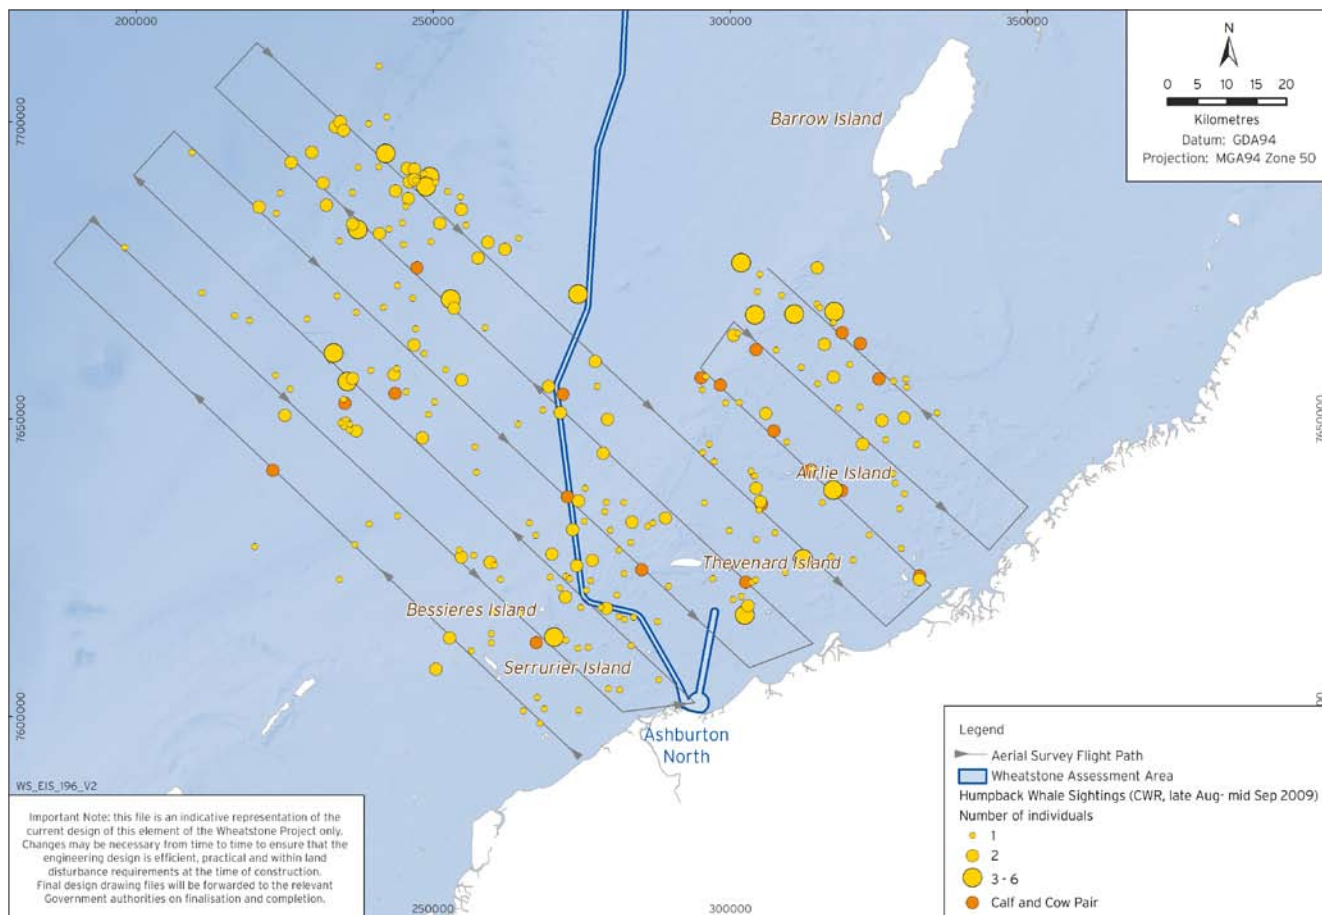 200000
250000
300000
350000
N
0 5 10 15 20
Kilometres
Datum: GDA94
Projection: MGA94 Zone 50
7700000
Barrow Island
7650000
7650000
Airlie Island
Thevenard Island
Bessieres Island
Serrurier Island
7600000
Ashburton
North
WS_EIS_196_V2
Important Note: this file is an indicative representation of the
current design of this element of the Wheatstone Project only.
Changes may be necessary from time to time to ensure that the
engineering design is efficient, practical and within land
disturbance requirements at the time of construction.
Final design drawing files will be forwarded to the relevant
Government authorities on finalisation and completion.
250000
300000
Legend
Aerial Survey Flight Path
Wheatstone Assessment Area
Humpback Whale Sightings (CWR, late Aug- mid Sep 2009)
Number of individuals
1
2
3 - 6
Calf and Cow Pair